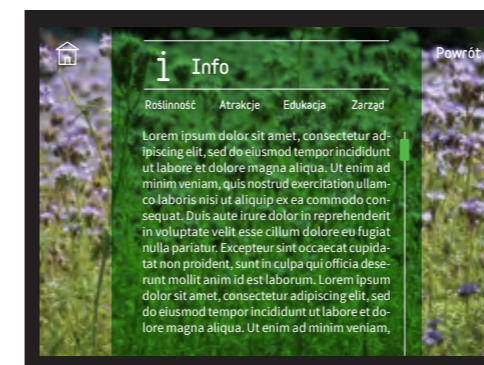 Powrót
i Info
Roślinność Atrakcje Edukacja Zarząd
Lorem ipsum dolor sit amet, consectetur ad-
ipiscing elit, sed do eiusmod tempor incididunt
ut labore et dolore magna aliqua. Ut enim ad
minim veniam, quis nostrud exercitation ullam-
co laboris nisi ut aliquip ex ea commodo con-
sequat. Duis aute irure dolor in reprehenderit
in voluptate velit esse cillum dolore eu fugiat
nulla pariatur. Excepteur sint occaecat cupida-
tat non proident, sunt in culpa qui officia dese-
runt mollit anim id est laborum. Lorem ipsum
dolor sit amet, consectetur adipiscing elit, sed
do eiusmod tempor incididunt ut labore et do-
lore magna aliqua. Ut enim ad minim veniam,